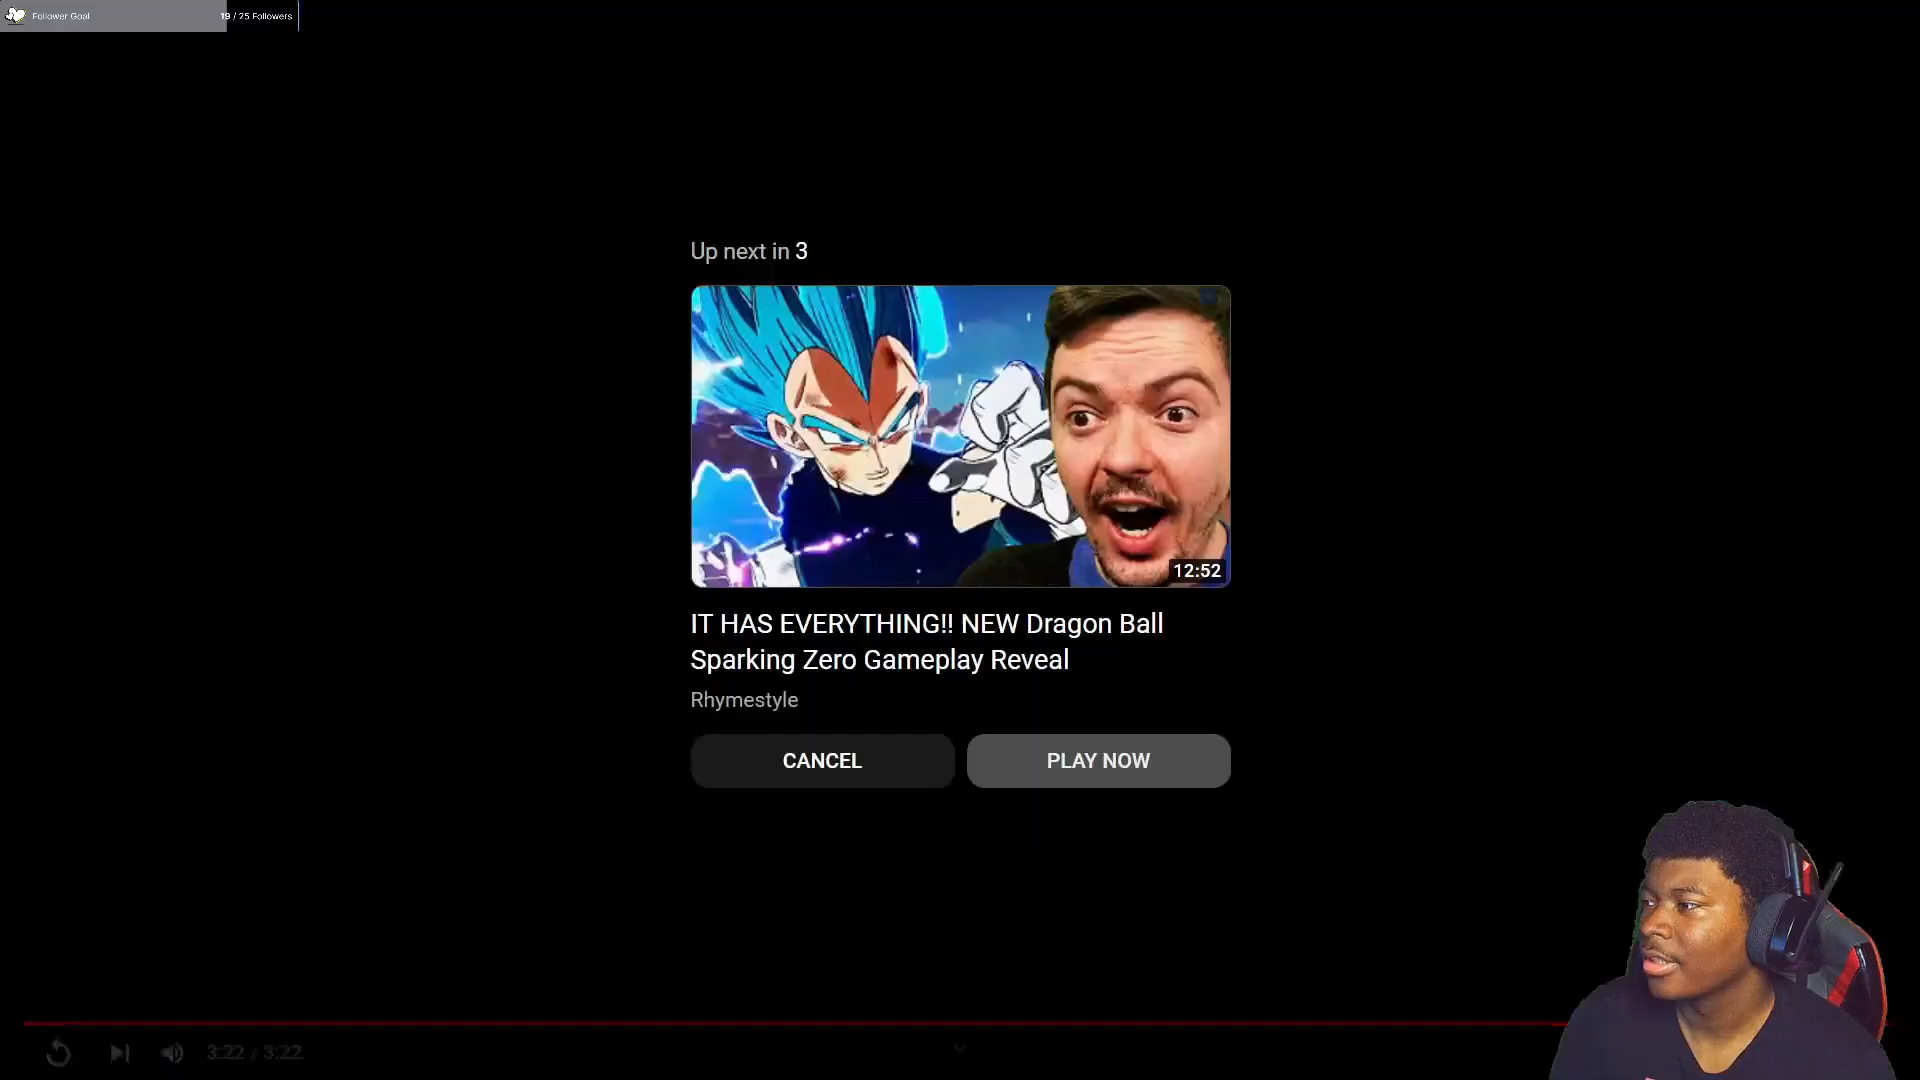 Follower Goal
19 / 25 Followers
Up next in 3
12:52
IT HAS EVERYTHING!! NEW Dragon Ball
Sparking Zero Gameplay Reveal
Rhymestyle
CANCEL
PLAY NOW
3:22 / 3:22